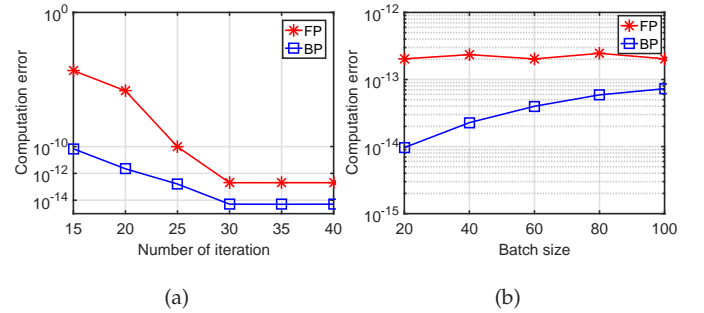 10^0
10^-10
10^-12
10^-14
Computation error
FP
BP
15 20 25 30 35 40
Number of iteration
(a)
10^-12
10^-13
10^-14
10^-15
Computation error
FP
BP
20 40 60 80 100
Batch size
(b)